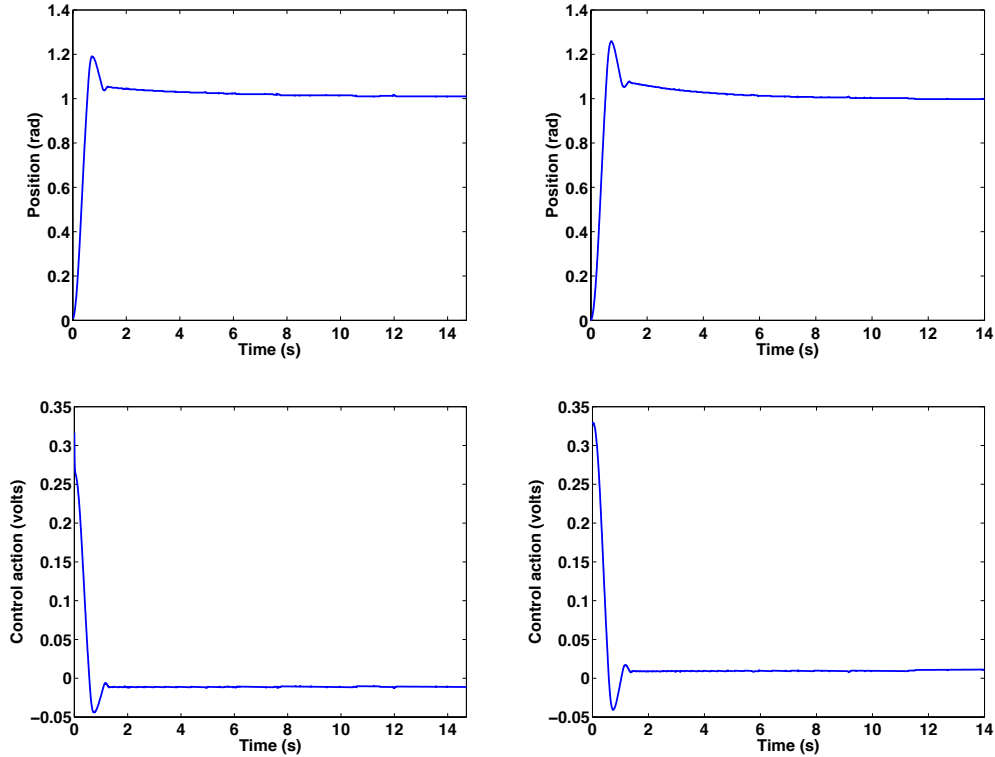 1.4
1.2
1
0.8
0.6
0.4
0.2
0
Position (rad)
0 2 4 6 8 10 12
Time (s)
1.4
1.2
1
0.8
0.6
0.4
0.2
0
Position (rad)
0 2 4 6 8 10 12 14
Time (s)
0.35
0.3
0.25
0.2
0.15
0.1
0.05
0
−0.05
Control action (volts)
0 2 4 6 8 10 12
Time (s)
0.35
0.3
0.25
0.2
0.15
0.1
0.05
0
−0.05
Control action (volts)
0 2 4 6 8 10 12 14
Time (s)